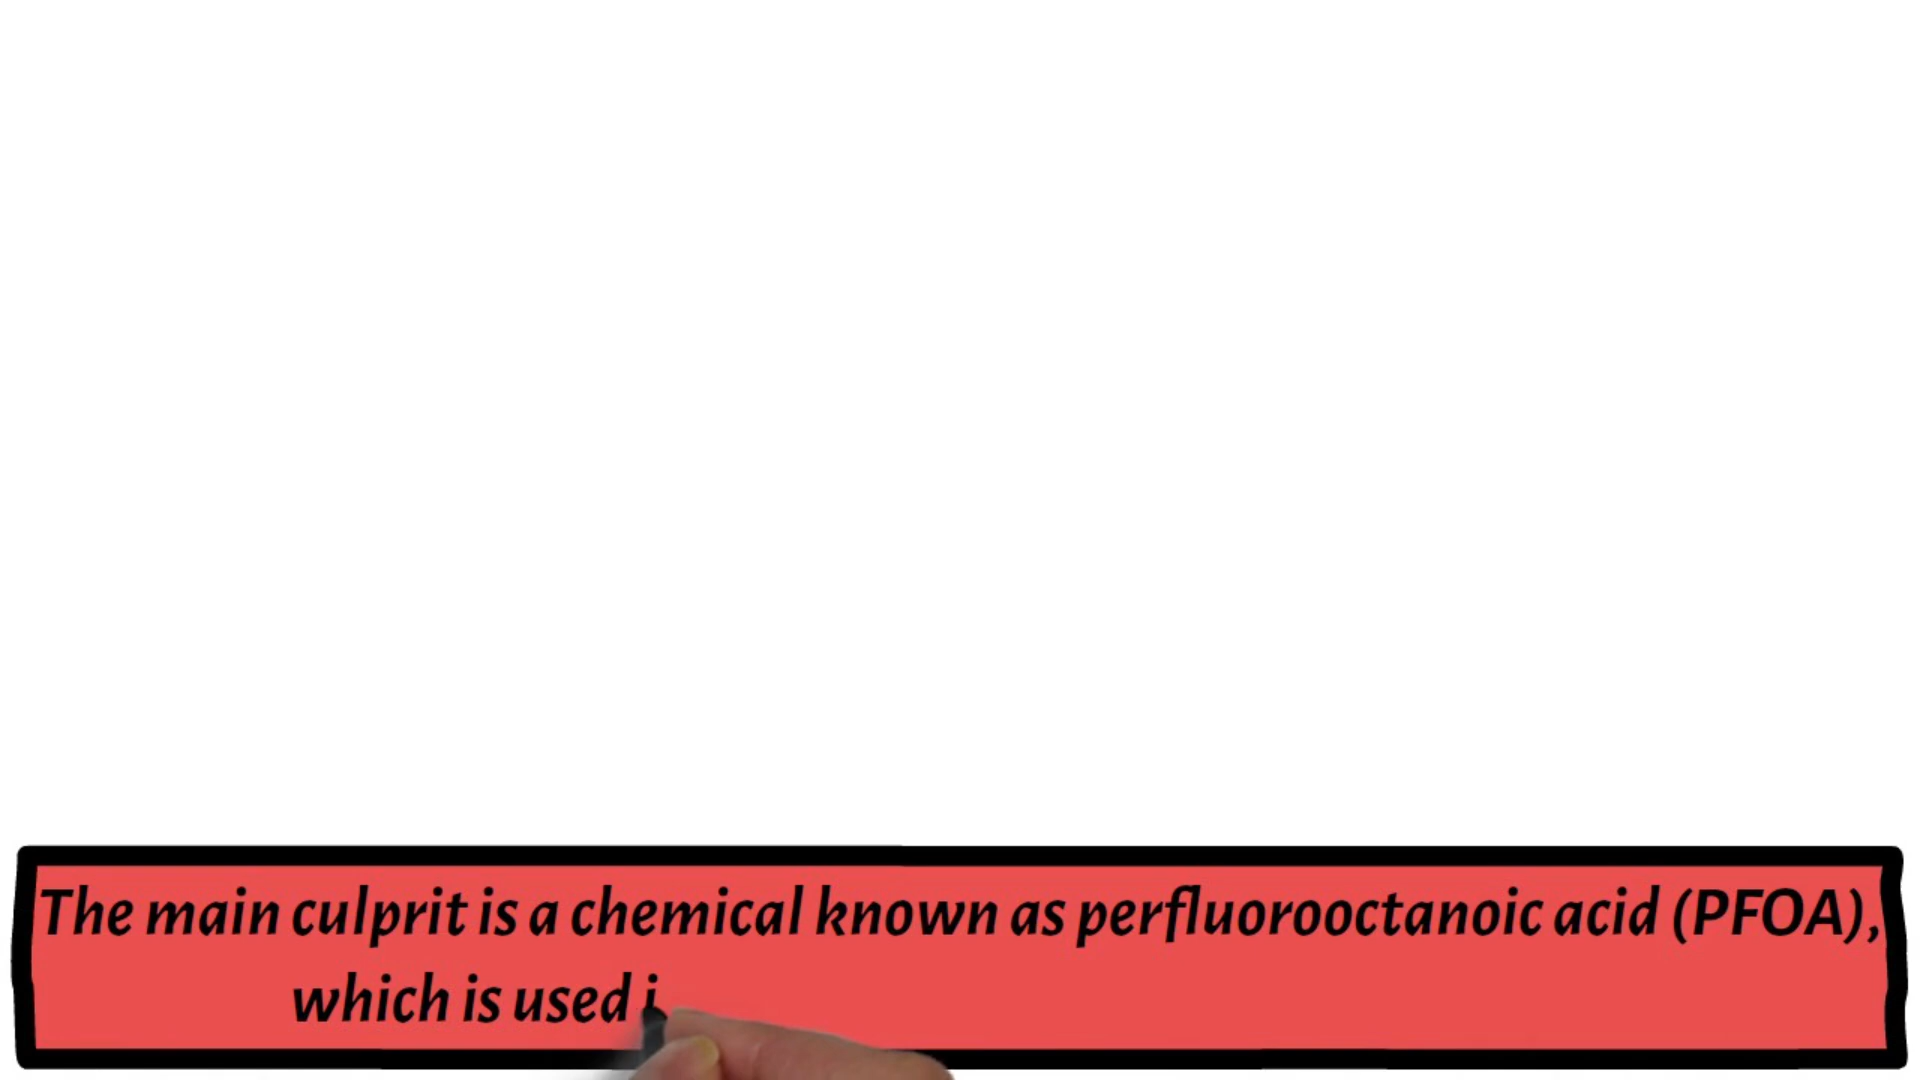 The main culprit is a chemical known as perfluorooctanoic acid (PFOA),
which is used i